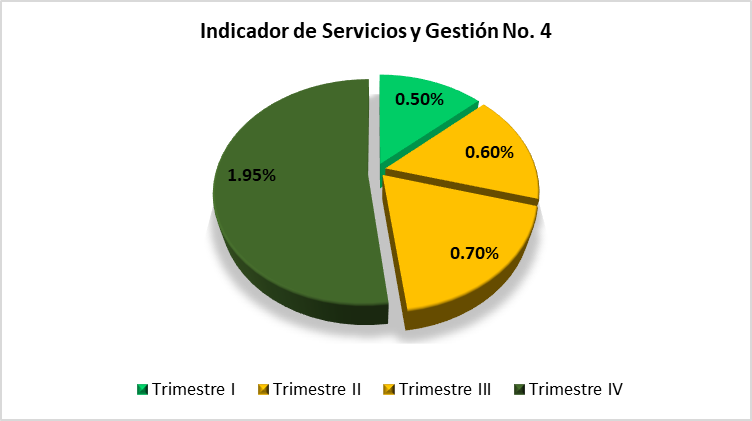 Indicador de Servicios y Gestión No. 4
0.50%
0.60%
1.95%
0.70%
Trimestre I Trimestre II Trimestre III Trimestre IV